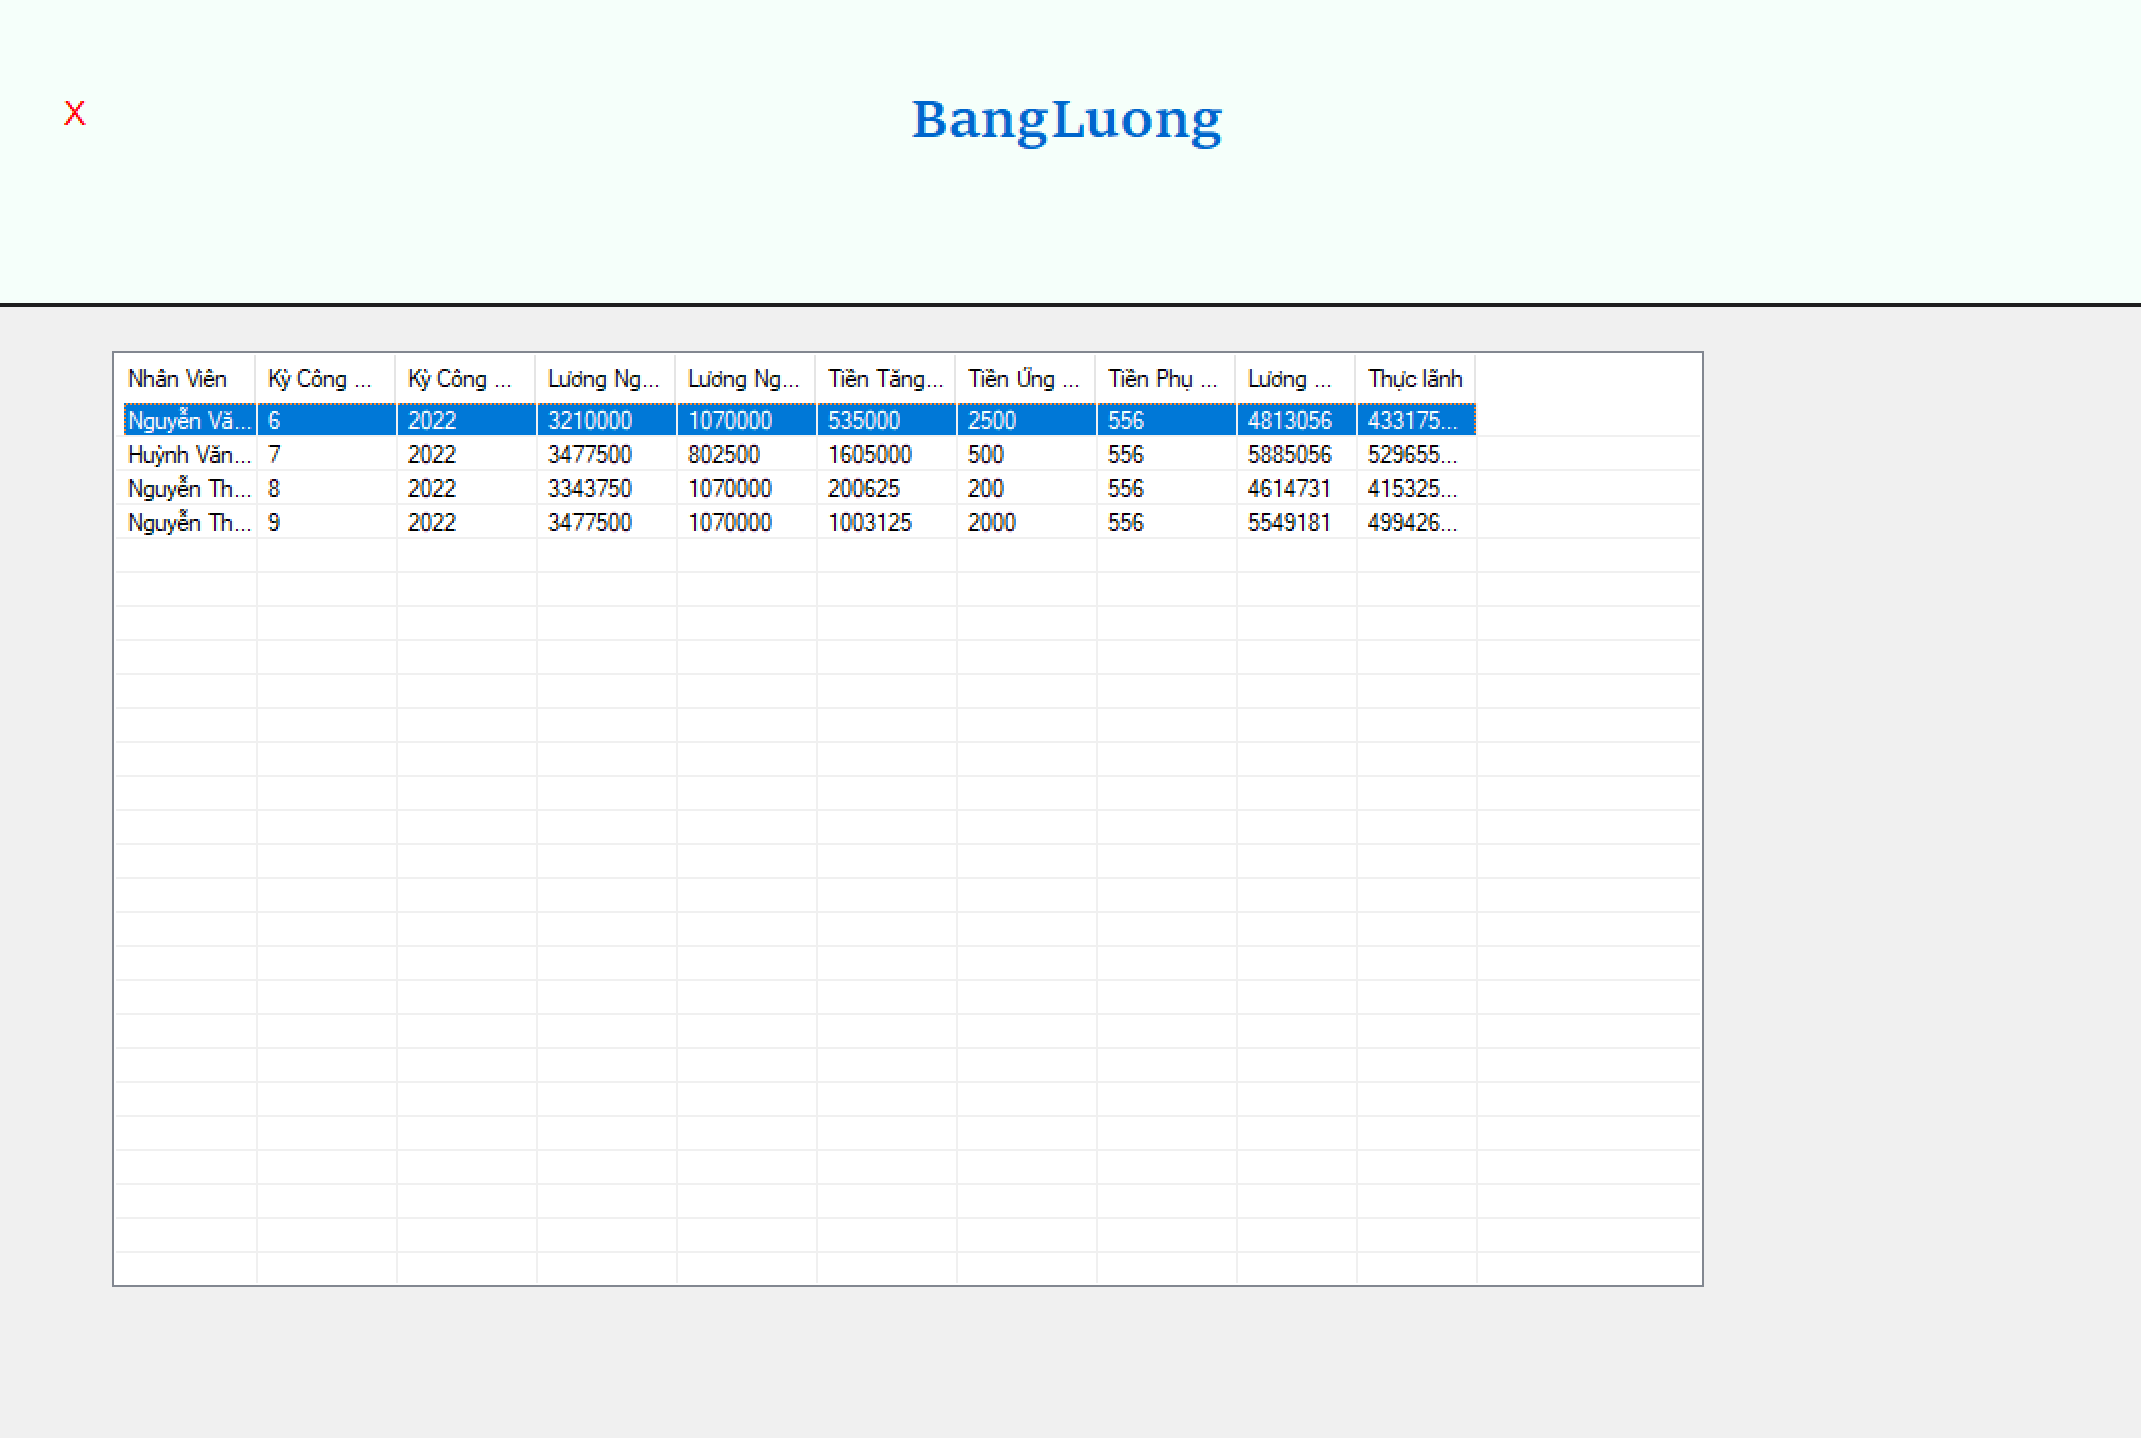 X
BangLuong
Nhân Viên Kỳ Công ... Kỳ Công ... Lương Ng... Lương Ng... Tiền Tăng... Tiền Ứng ... Tiền Phụ ... Lương ... Thực lãnh
Nguyễn Vă... 6 2022 3210000 1070000 535000 2500 556 4813056 433175...
Huỳnh Văn... 7 2022 3477500 802500 1605000 500 556 5885056 529655...
Nguyễn Th... 8 2022 3343750 1070000 200625 200 556 4614731 415325...
Nguyễn Th... 9 2022 3477500 1070000 1003125 2000 556 5549181 499426...